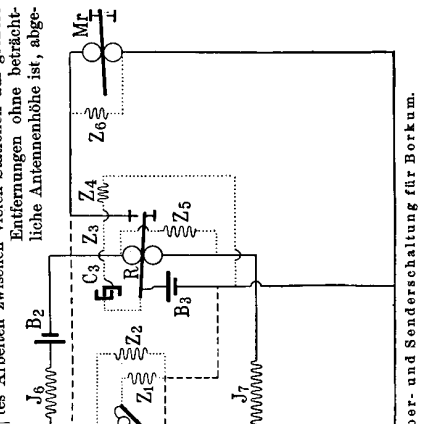 tes Arbeiten zwischen vielen
Entfernungen ohne beträcht-
liche Antennenhöhe ist, abge-
Mr
Z6
Z4
Z3
Z5
C3
R
B3
B2
Z2
Z1
J6
J7
ber- und Senderschaltung für Borkum.